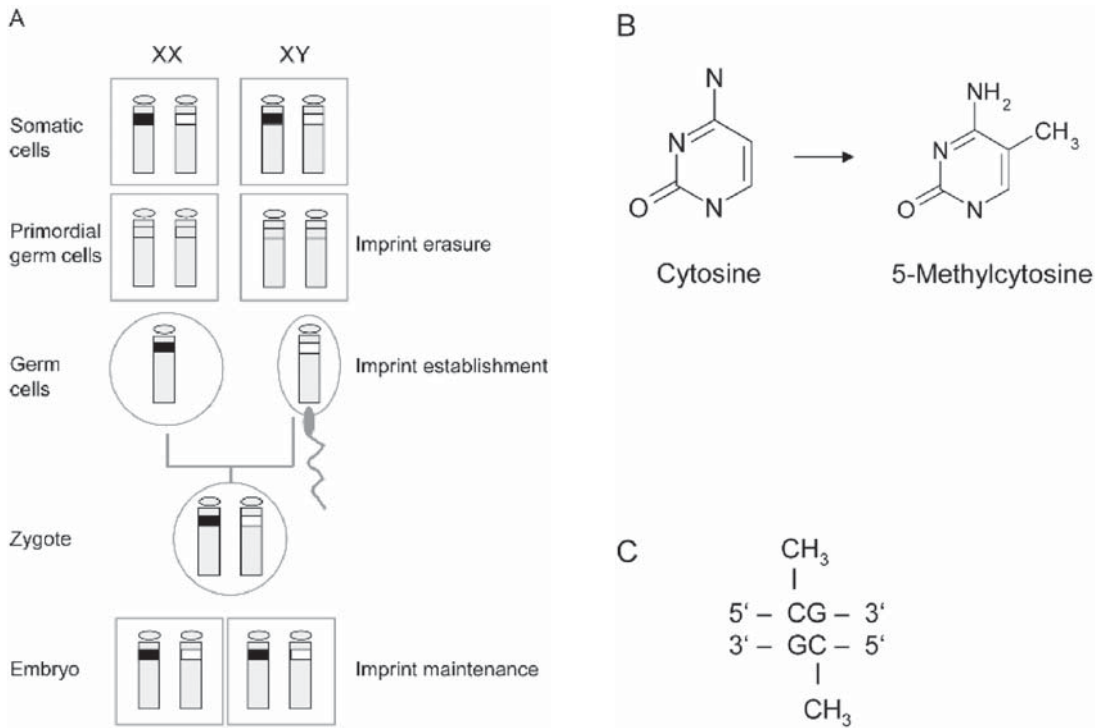 A
XX XY
Somatic
cells
Primordial
germ cells
Imprint erasure
Germ
cells
Imprint establishment
Zygote
Embryo
Imprint maintenance
B
N
N
O
N
Cytosine
NH2
CH3
N
O
N
5-Methylcytosine
C
CH3
5‘ – CG – 3‘
3‘ – GC – 5‘
CH3